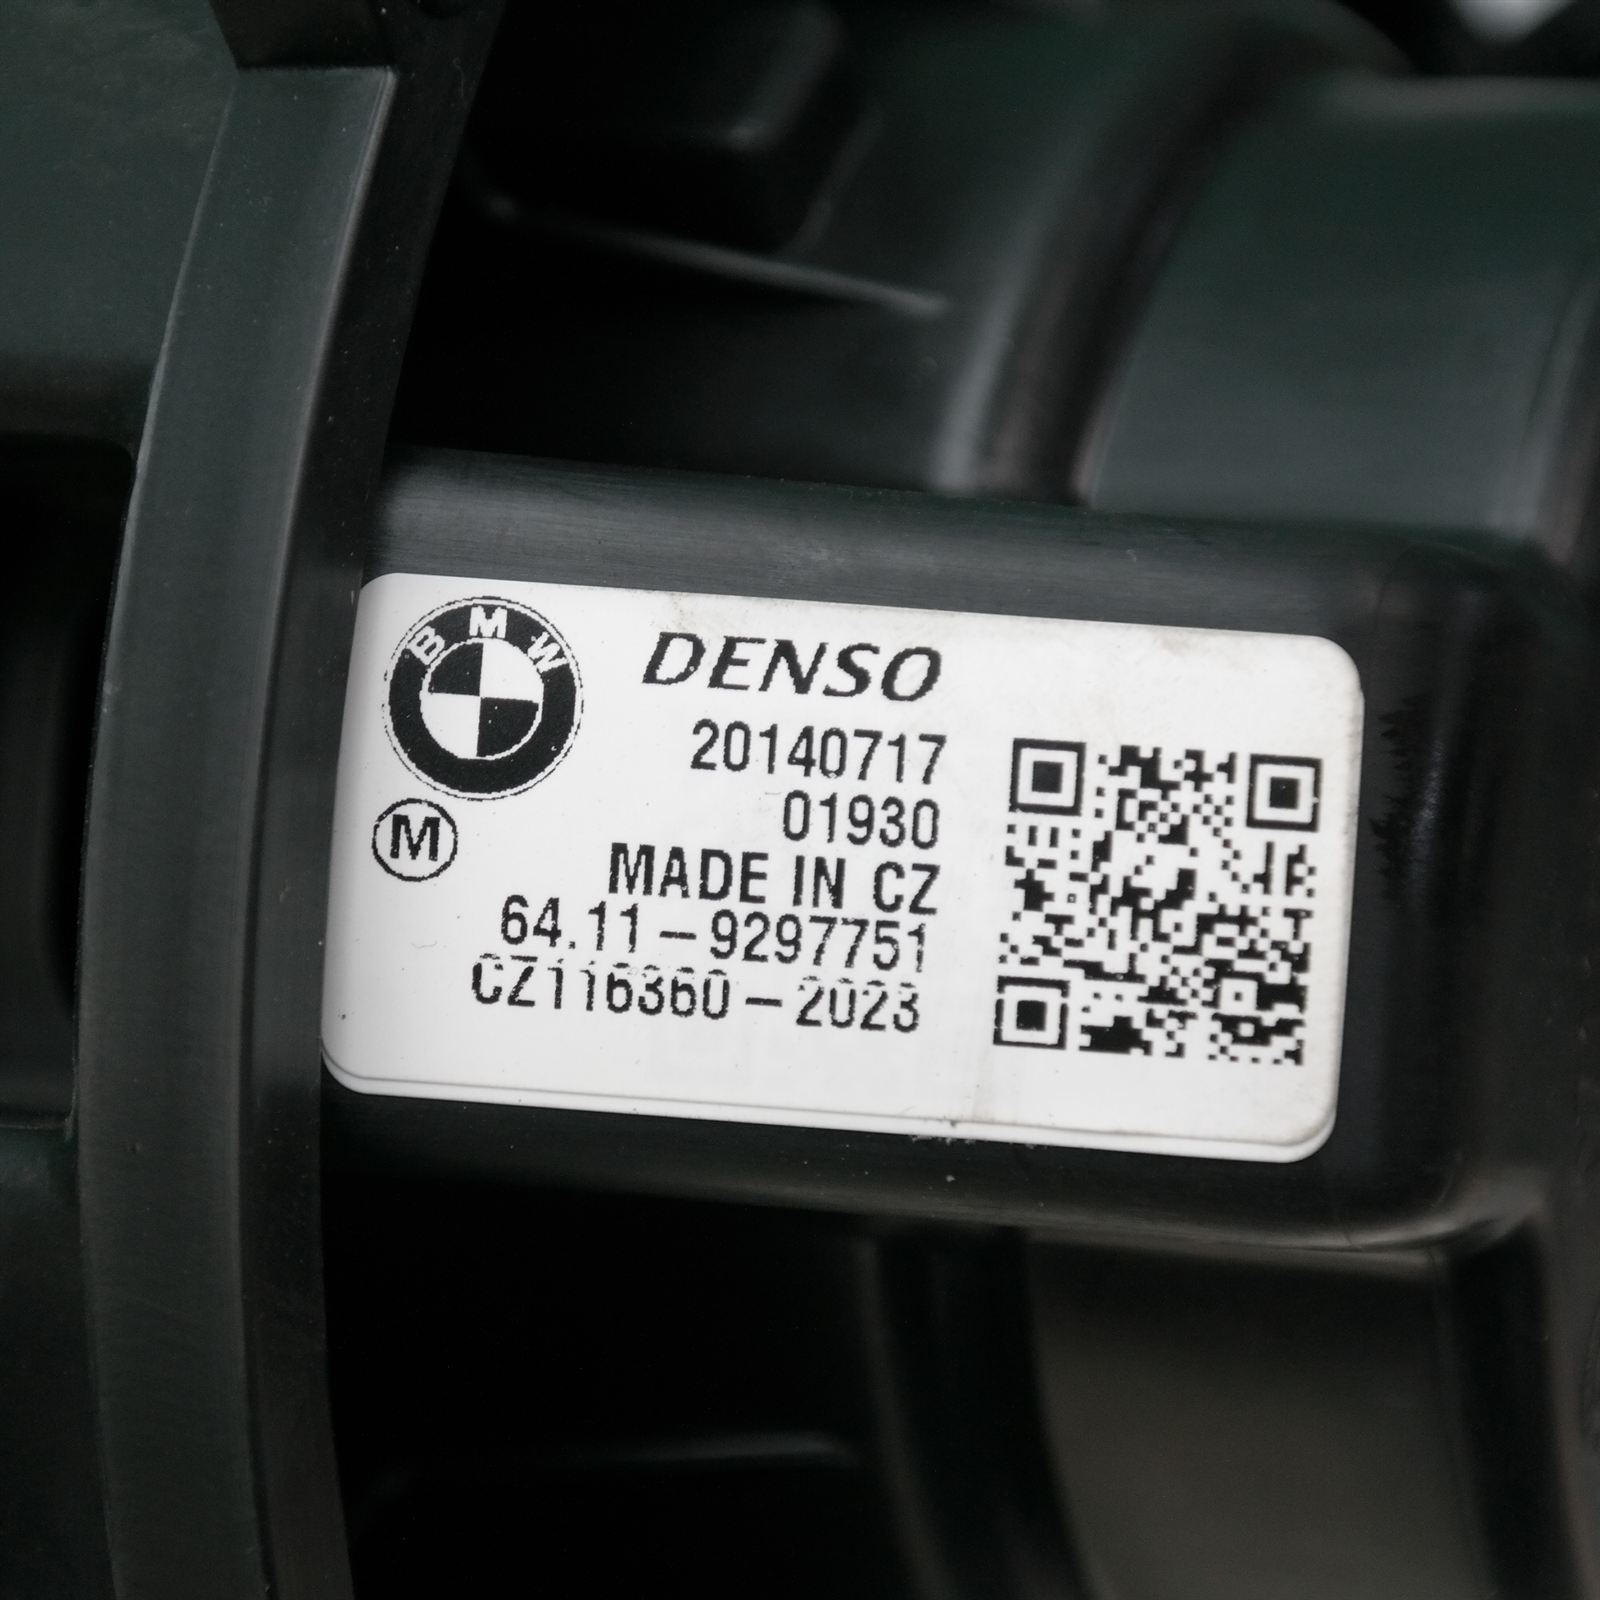 BMW
DENSO
20140717
01930
M
MADE IN CZ
64.11-9297751
CZ116360-2023